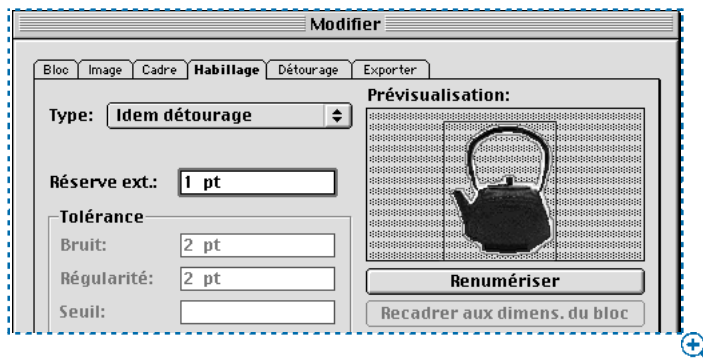 Modifier
Bloc Image Cadre Habillage Détourage Exporter
Type: Idem détourage
Prévisualisation:
Réserve ext.: 1 pt
Tolérance
Bruit: 2 pt
Régularité: 2 pt
Seuil:
Renumériser
Recadrer aux dimens. du bloc